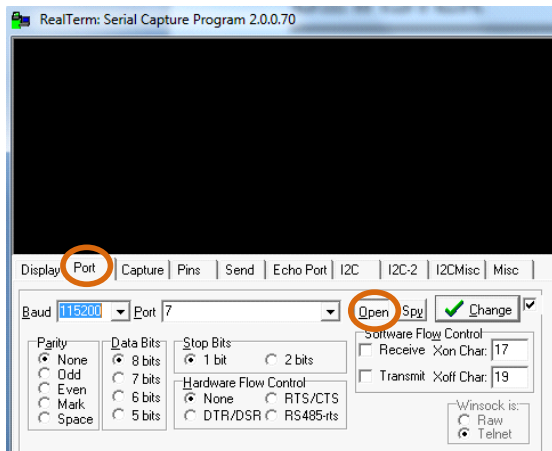 RealTerm: Serial Capture Program 2.0.0.70
Display Port Capture Pins Send Echo Port I2C I2C-2 I2CMisc Misc
Baud 115200 Port 7 Open Spy Change
Parity
None
Odd
Even
Mark
Space
Data Bits
8 bits
7 bits
6 bits
5 bits
Stop Bits
1 bit 2 bits
Hardware Flow Control
None RTS/CTS
DTR/DSR RS485-rts
Software Flow Control
Receive Xon Char: 17
Transmit Xoff Char: 19
Winsock is:
Raw
Telnet